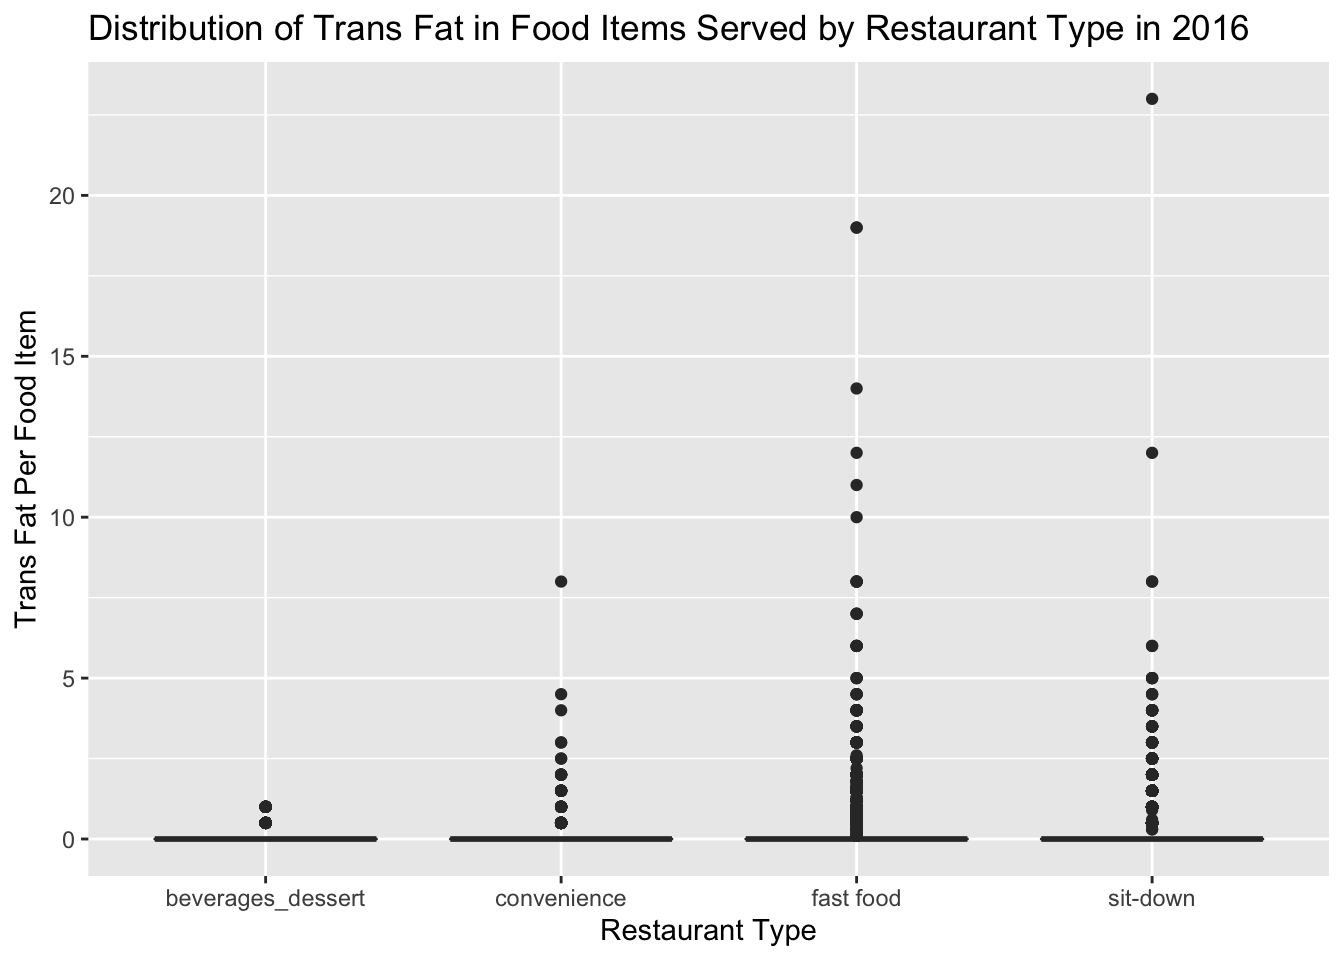 Distribution of Trans Fat in Food Items Served by Restaurant Type in 2016
Trans Fat Per Food Item
20
15
10
5
0
beverages_dessert
convenience
fast food
sit-down
Restaurant Type